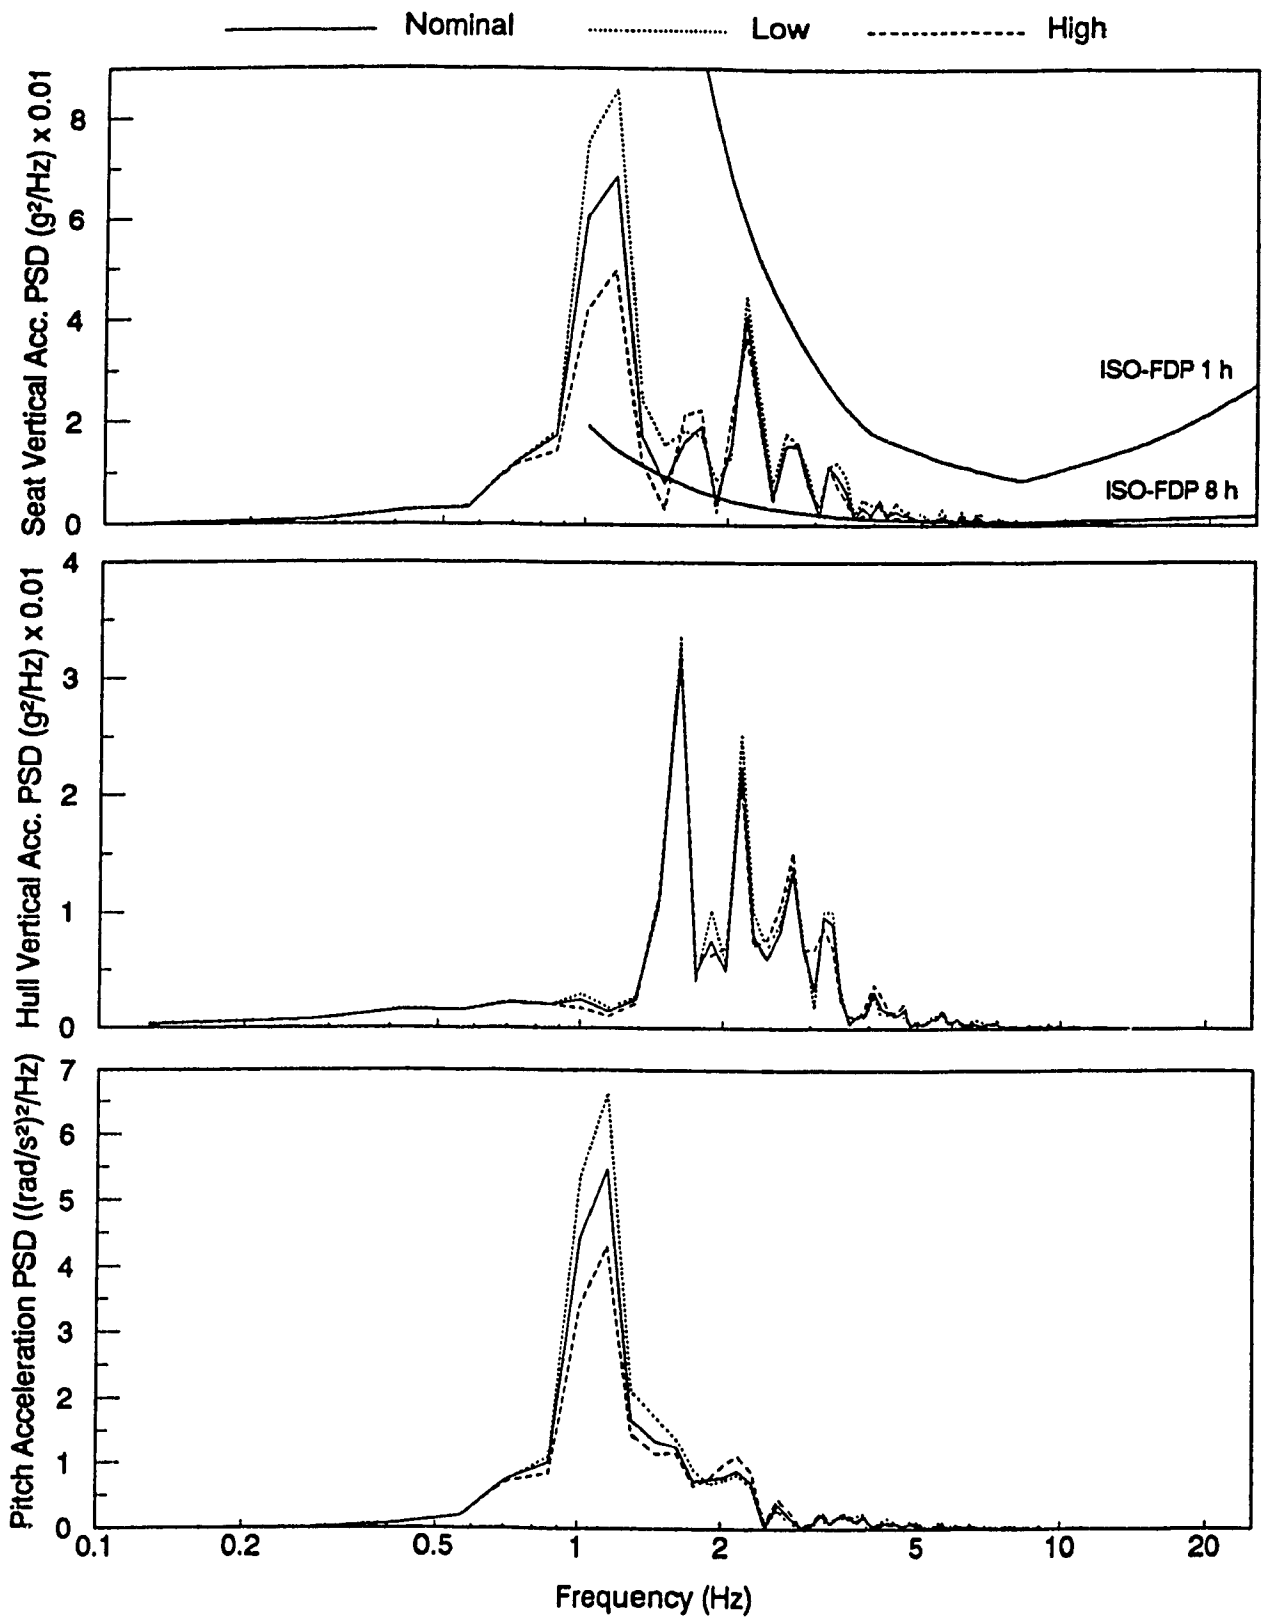 Nominal Low High
Seat Vertical Acc. PSD (g²/Hz) x 0.01
8
6
4
2
0
ISO-FDP 1 h
ISO-FDP 8 h
Hull Vertical Acc. PSD (g²/Hz) x 0.01
4
3
2
1
0
Pitch Acceleration PSD ((rad/s²)²/Hz)
7
6
5
4
3
2
1
0
0.1 0.2 0.5 1 2 5 10 20
Frequency (Hz)